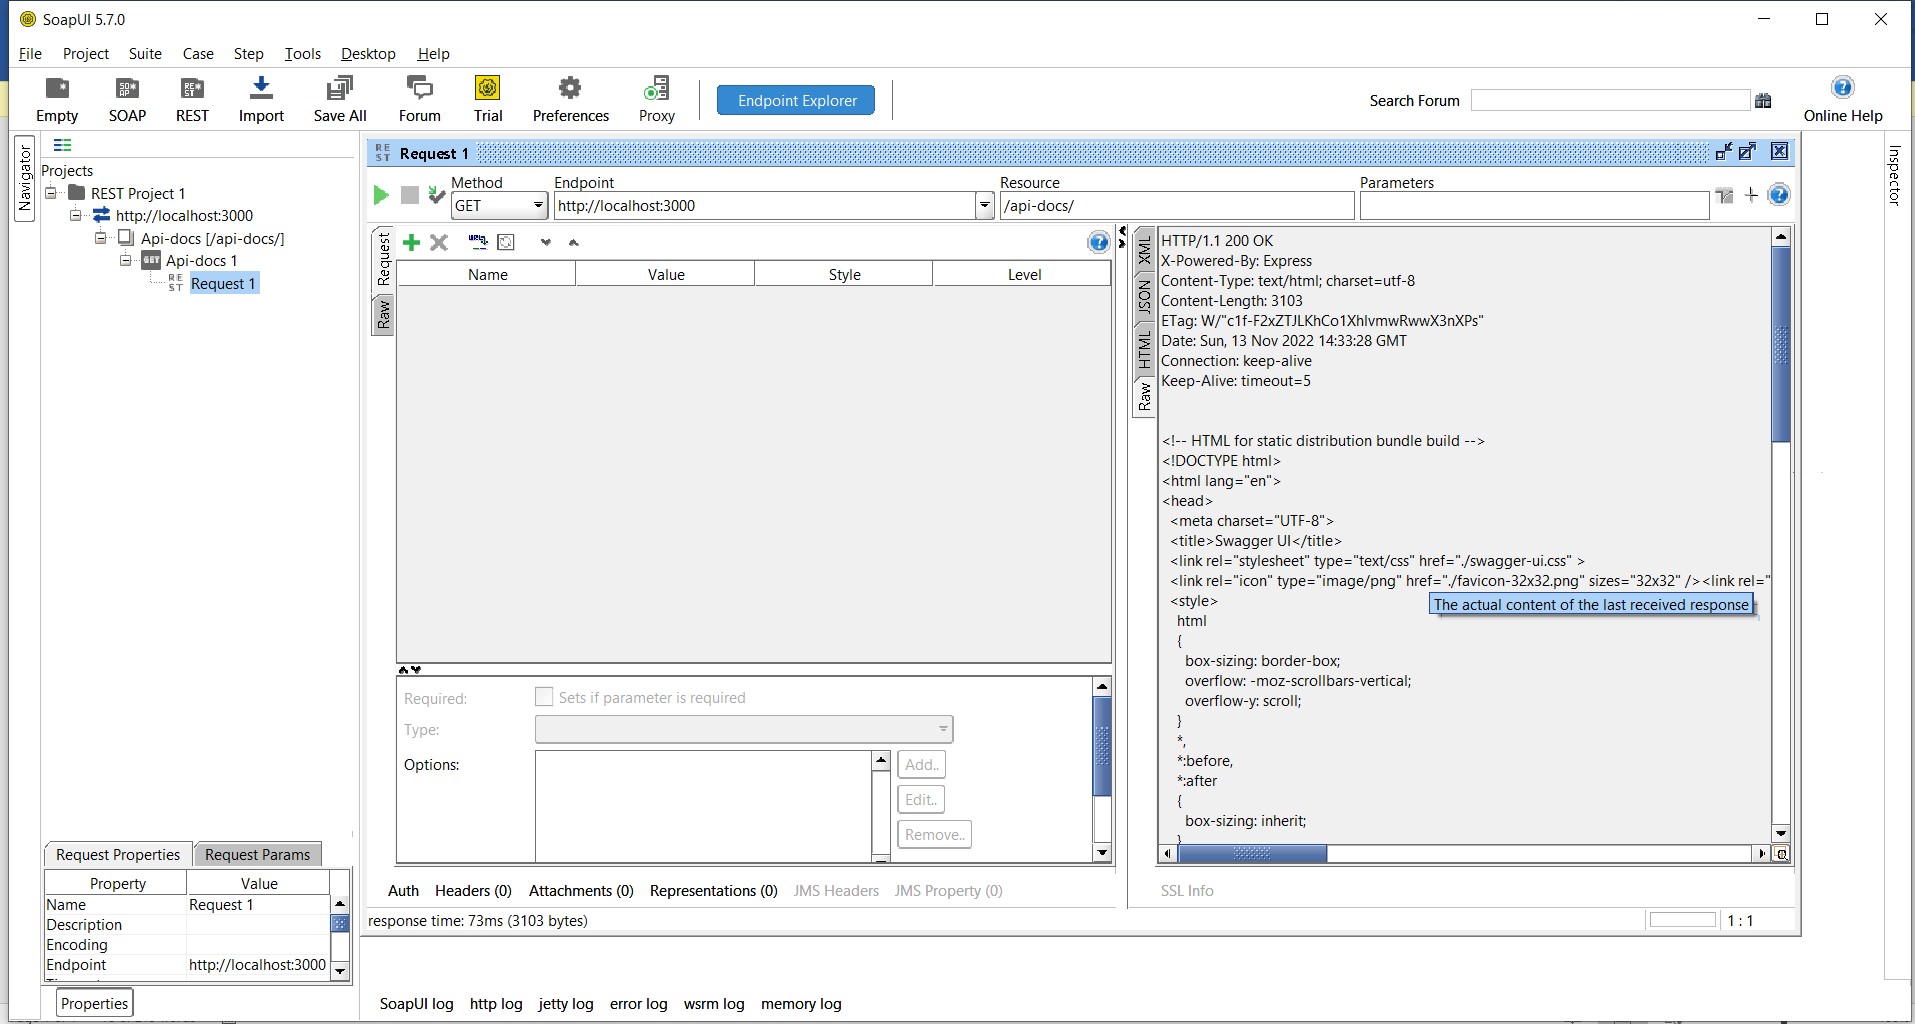 SoapUI 5.7.0
File Project Suite Case Step Tools Desktop Help
Empty SOAP REST Import Save All Forum Trial Preferences Proxy
Endpoint Explorer
Search Forum
Online Help
Navigator
Projects
REST Project 1
http://localhost:3000
Api-docs [/api-docs/]
GET Api-docs 1
REST Request 1
REST Request 1
Method Endpoint Resource Parameters
GET http://localhost:3000 /api-docs/
Request
Raw
Name Value Style Level
Required: Sets if parameter is required
Type:
Options:
Add..
Edit..
Remove..
Auth Headers (0) Attachments (0) Representations (0) JMS Headers JMS Property (0)
response time: 73ms (3103 bytes)
XML
JSON
HTML
Raw
HTTP/1.1 200 OK
X-Powered-By: Express
Content-Type: text/html; charset=utf-8
Content-Length: 3103
ETag: W/"c1f-F2xZTJLKhCo1XhlvmwRwwX3nXPs"
Date: Sun, 13 Nov 2022 14:33:28 GMT
Connection: keep-alive
Keep-Alive: timeout=5
<!-- HTML for static distribution bundle build -->
<!DOCTYPE html>
<html lang="en">
<head>
<meta charset="UTF-8">
<title>Swagger UI</title>
<link rel="stylesheet" type="text/css" href="./swagger-ui.css" >
<link rel="icon" type="image/png" href="./favicon-32x32.png" sizes="32x32" /><link rel="
<style>
The actual content of the last received response
html
{
box-sizing: border-box;
overflow: -moz-scrollbars-vertical;
overflow-y: scroll;
}
*,
*:before,
*:after
{
box-sizing: inherit;
}
SSL Info
1 : 1
Inspector
Request Properties Request Params
Property Value
Name Request 1
Description
Encoding
Endpoint http://localhost:3000
Properties
SoapUI log http log jetty log error log wsrm log memory log